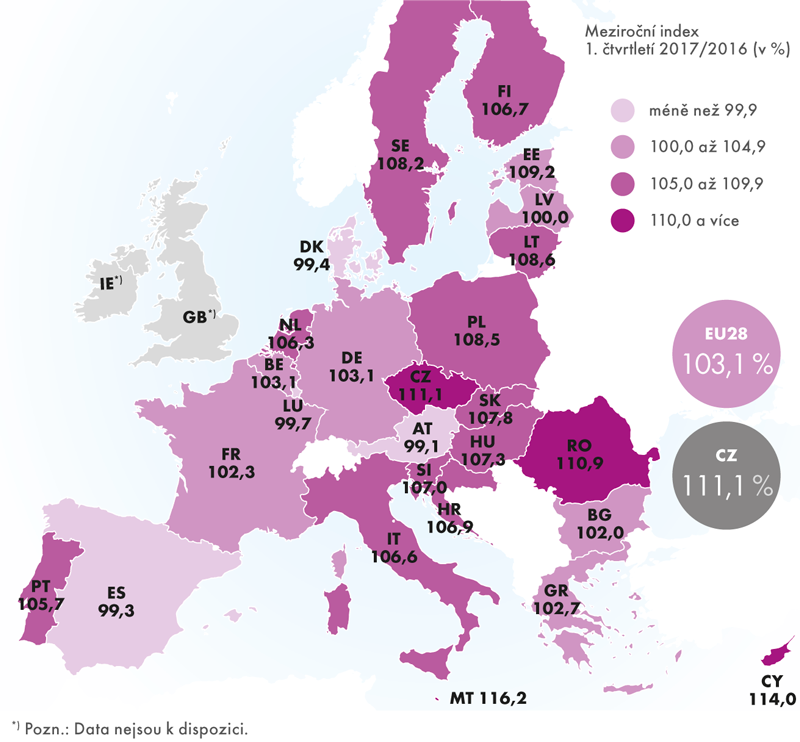 Meziroční index
1. čtvrtletí 2017/2016 (v %)
méně než 99,9
100,0 až 104,9
105,0 až 109,9
110,0 a více
FI
106,7
SE
108,2
EE
109,2
LV
100,0
LT
108,6
DK
99,4
IE*)
GB*)
NL
106,3
PL
108,5
EU28
103,1 %
DE
103,1
BE
103,1
CZ
111,1
SK
107,8
LU
99,7
AT
99,1
HU
107,3
RO
110,9
CZ
111,1 %
FR
102,3
SI
107,0
HR
106,9
BG
102,0
IT
106,6
PT
105,7
ES
99,3
GR
102,7
CY
114,0
MT 116,2
*) Pozn.: Data nejsou k dispozici.